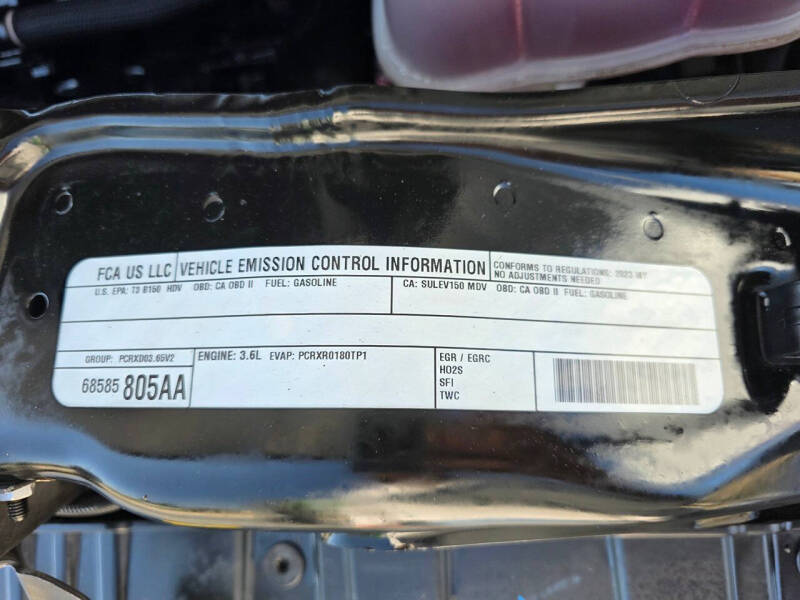 FCA US LLC VEHICLE EMISSION CONTROL INFORMATION CONFORMS TO REGULATIONS: 2023 MY
NO ADJUSTMENTS NEEDED
U.S. EPA: T3 B150 HDV OBD: CA OBD II FUEL: GASOLINE CA: SULEV150 MDV OBD: CA OBD II FUEL: GASOLINE
GROUP: PCRXD03.65V2 ENGINE: 3.6L EVAP: PCRXR0180TP1 EGR / EGRC
HO2S
SFI
TWC
68585 805AA